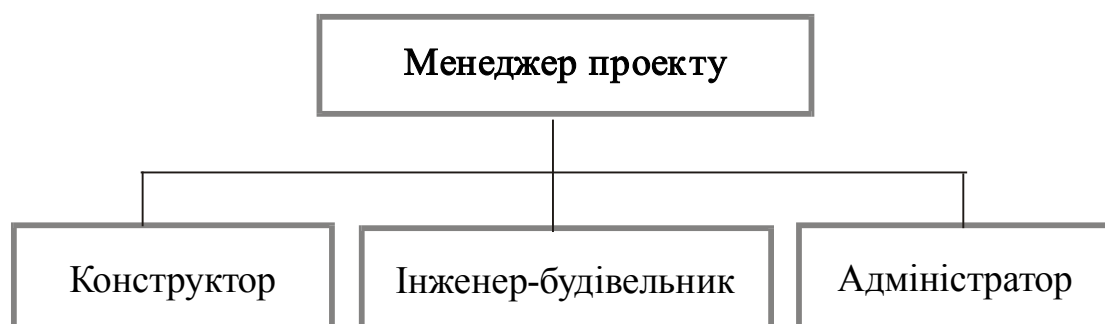 Менеджер проекту
Конструктор
Інженер-будівельник
Адміністратор